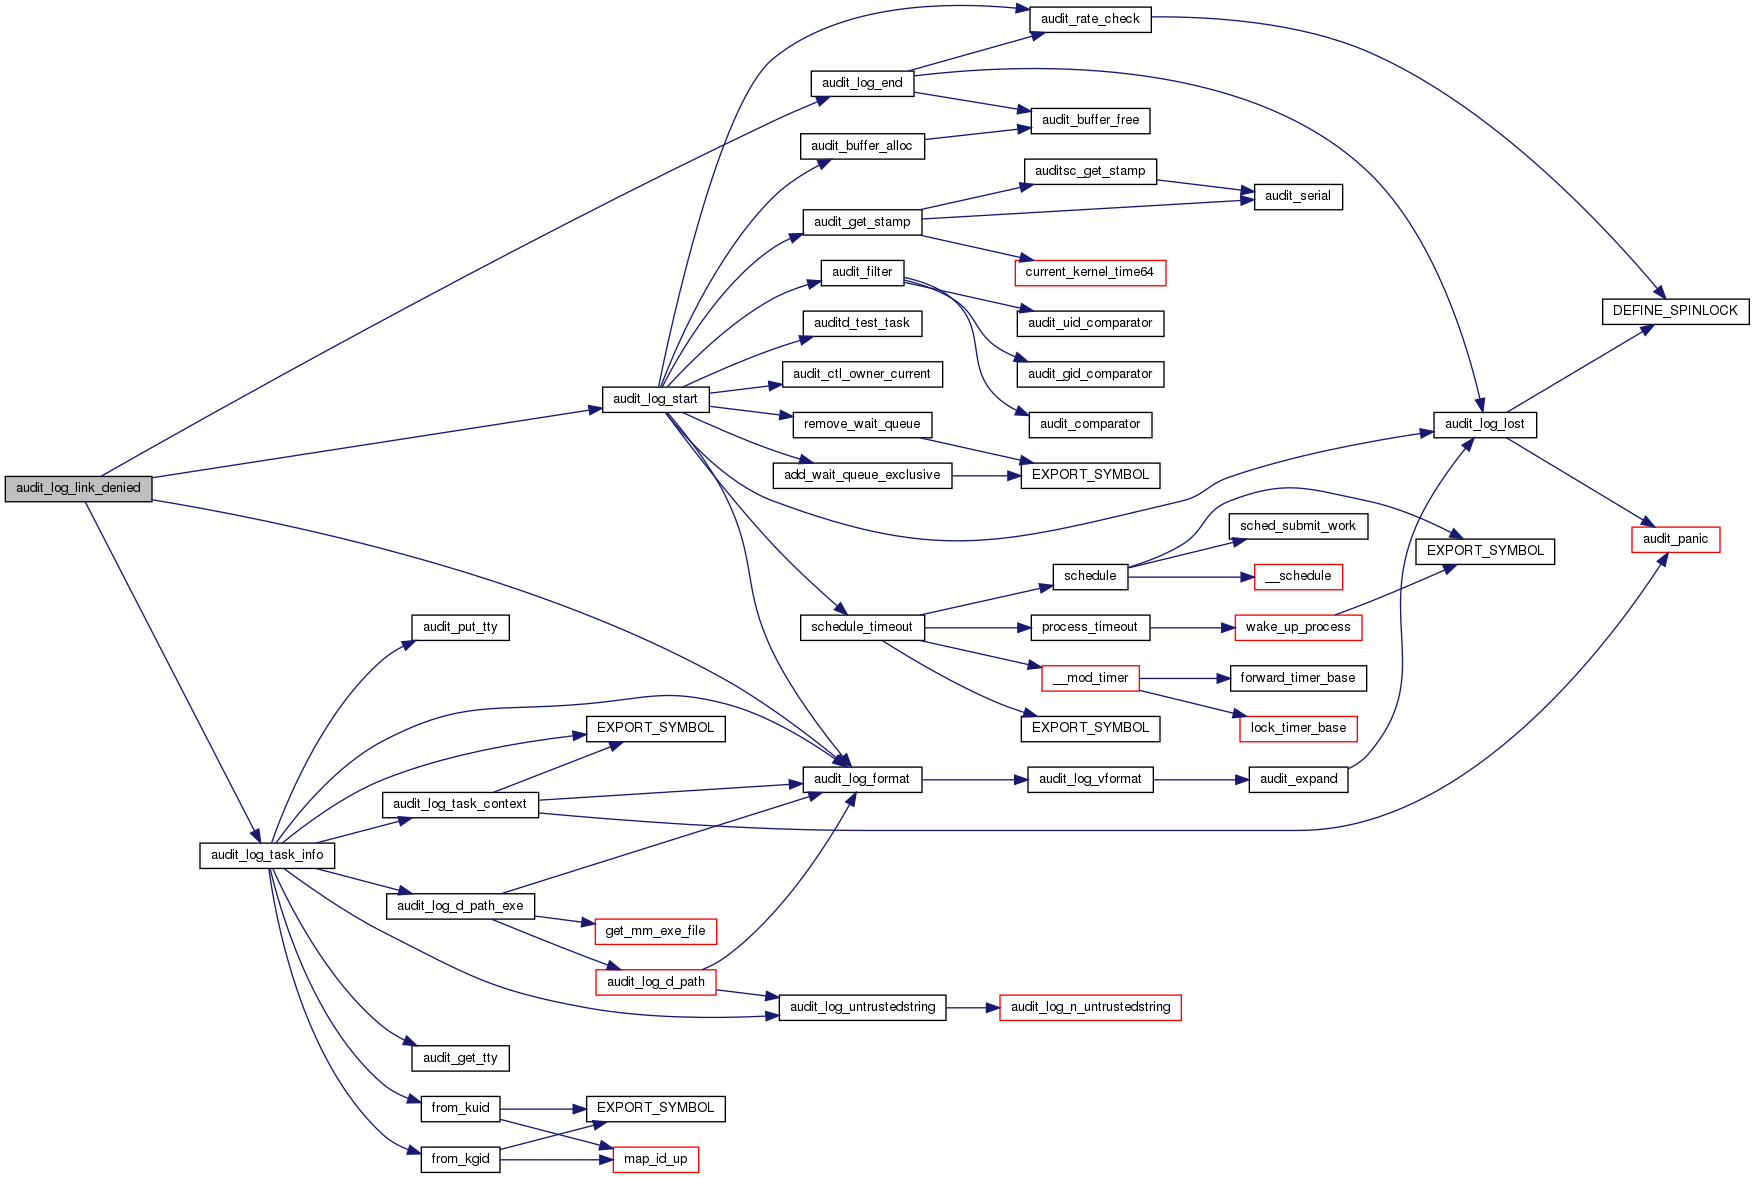 audit_rate_check
audit_log_end
audit_buffer_free
audit_buffer_alloc
auditsc_get_stamp
audit_serial
audit_get_stamp
audit_filter
current_kernel_time64
DEFINE_SPINLOCK
auditd_test_task
audit_uid_comparator
audit_ctl_owner_current
audit_gid_comparator
audit_log_start
remove_wait_queue
audit_comparator
audit_log_lost
add_wait_queue_exclusive
EXPORT_SYMBOL
audit_log_link_denied
sched_submit_work
audit_panic
EXPORT_SYMBOL
schedule
__schedule
audit_put_tty
schedule_timeout
process_timeout
wake_up_process
__mod_timer
forward_timer_base
EXPORT_SYMBOL
EXPORT_SYMBOL
lock_timer_base
audit_log_format
audit_log_vformat
audit_expand
audit_log_task_context
audit_log_task_info
audit_log_d_path_exe
get_mm_exe_file
audit_log_d_path
audit_log_untrustedstring
audit_log_n_untrustedstring
audit_get_tty
from_kuid
EXPORT_SYMBOL
from_kgid
map_id_up